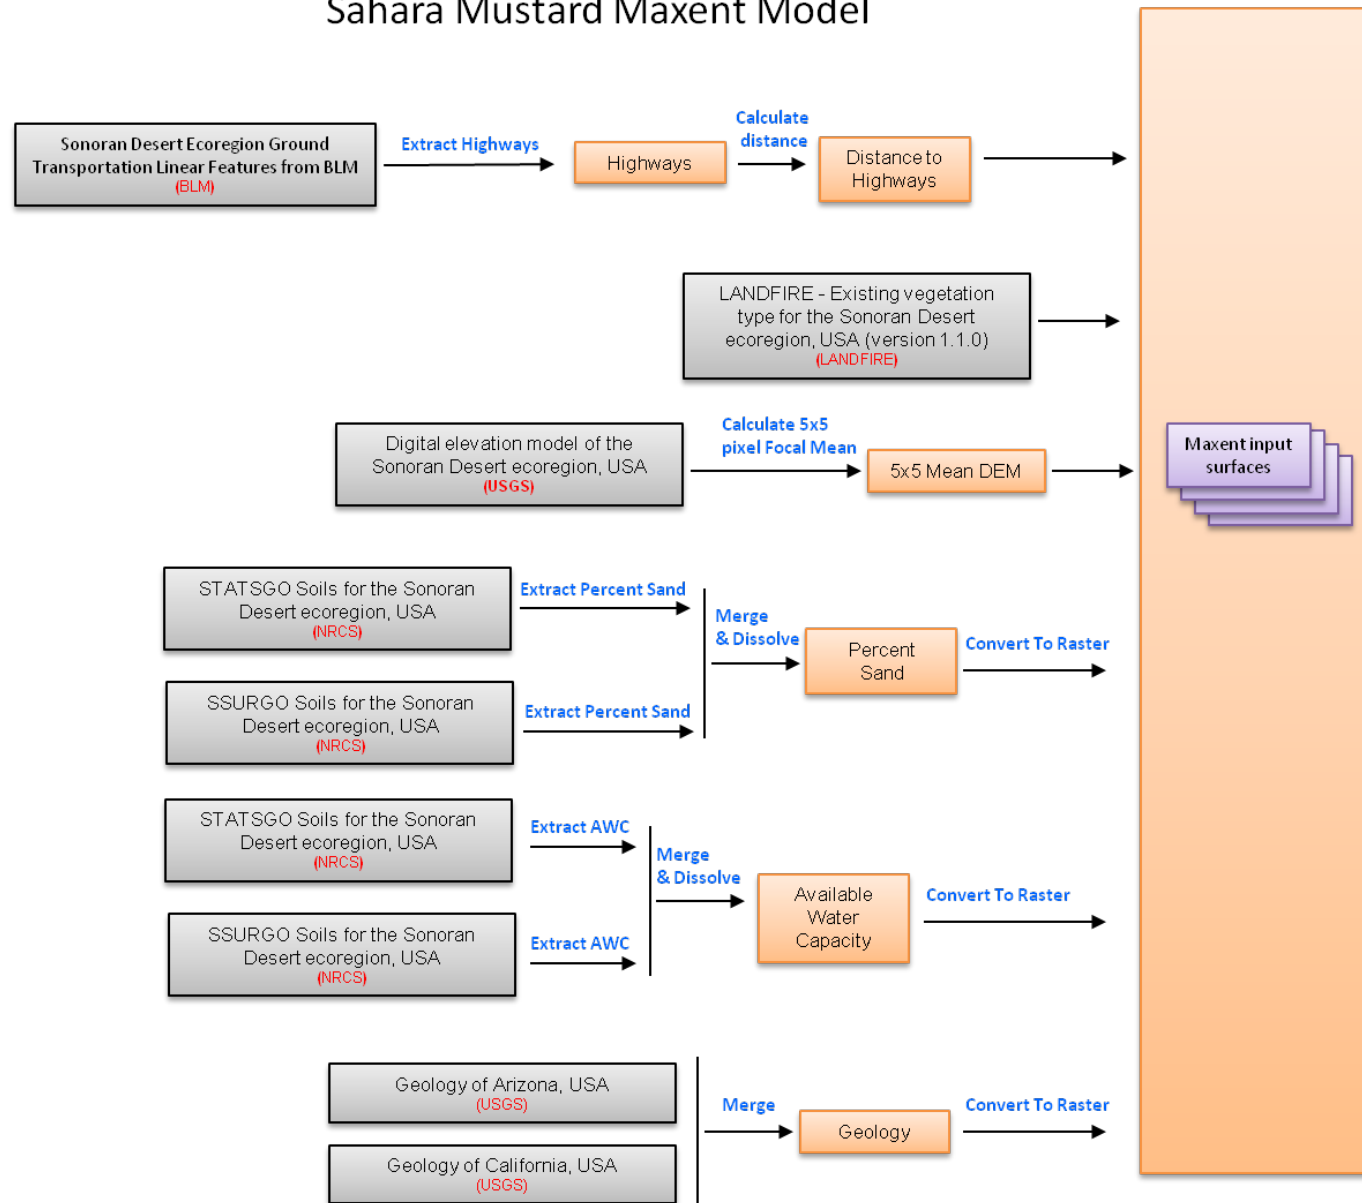 Sahara Mustard Maxent Model
Sonoran Desert Ecoregion Ground
Transportation Linear Features from BLM
(BLM)
Extract Highways
Highways
Calculate
distance
Distance to
Highways
LANDFIRE - Existing vegetation
type for the Sonoran Desert
ecoregion, USA (version 1.1.0)
(LANDFIRE)
Digital elevation model of the
Sonoran Desert ecoregion, USA
(USGS)
Calculate 5x5
pixel Focal Mean
5x5 Mean DEM
Maxent input
surfaces
STATSGO Soils for the Sonoran
Desert ecoregion, USA
(NRCS)
Extract Percent Sand
SSURGO Soils for the Sonoran
Desert ecoregion, USA
(NRCS)
Extract Percent Sand
Merge
& Dissolve
Percent
Sand
Convert To Raster
STATSGO Soils for the Sonoran
Desert ecoregion, USA
(NRCS)
Extract AWC
SSURGO Soils for the Sonoran
Desert ecoregion, USA
(NRCS)
Extract AWC
Merge
& Dissolve
Available
Water
Capacity
Convert To Raster
Geology of Arizona, USA
(USGS)
Geology of California, USA
(USGS)
Merge
Geology
Convert To Raster